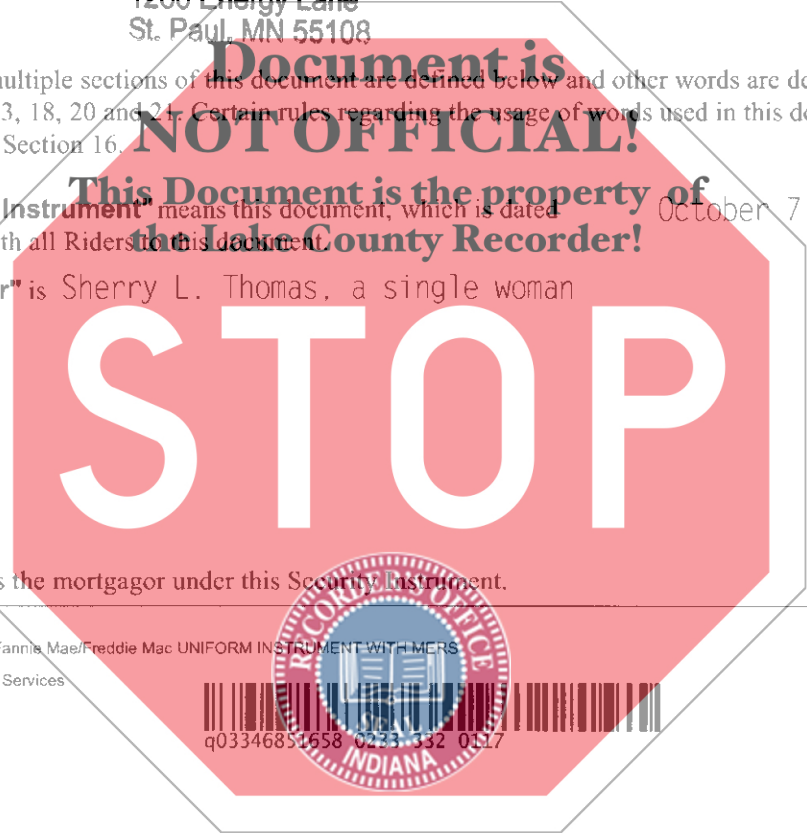 1200 Energy Lane
St. Paul, MN 55108
Document is
multiple sections of this document are defined below and other words are
3, 18, 20 and 21. Certain rules regarding the usage of words used in this
NOT OFFICIAL!
Section 16.
This Document is the property of
Instrument" means this document, which is dated October 7
all Riders to this document.
the Lake County Recorder!
is Sherry L. Thomas, a single woman
STOP
the mortgagor under this Security Instrument.
Fannie Mae/Freddie Mac UNIFORM INSTRUMENT WITH MERS
Services
RECORDER'S OFFICE
SEAL
INDIANA
q03346851658 0233 332 0117